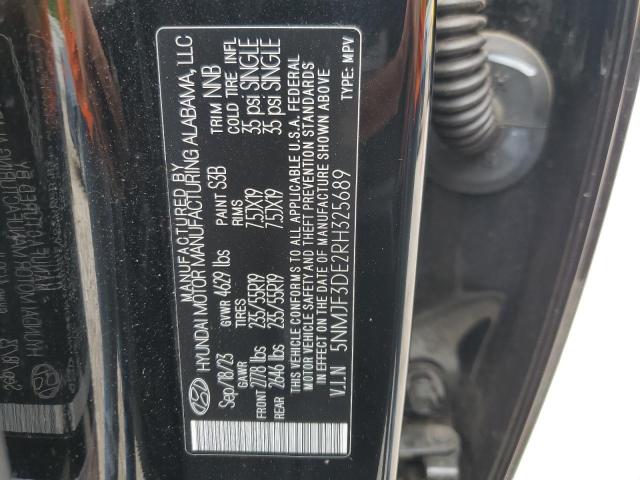 MANUFACTURED BY
HYUNDAI MOTOR MANUFACTURING ALABAMA, LLC
Sep/18/23 GVWR 4629 lbs PAINT S3B TRIM NNB
GAWR TIRES RIMS COLD TIRE INFL
FRONT 2778 lbs 235/55R19 7.5JX19 35 psi SINGLE
REAR 2646 lbs 235/55R19 7.5JX19 35 psi SINGLE
THIS VEHICLE CONFORMS TO ALL APPLICABLE U.S.A. FEDERAL
MOTOR VEHICLE SAFETY AND THEFT PREVENTION STANDARDS
IN EFFECT ON THE DATE OF MANUFACTURE SHOWN ABOVE
V.I.N 5NMJF3DE2RH325689 TYPE: MPV